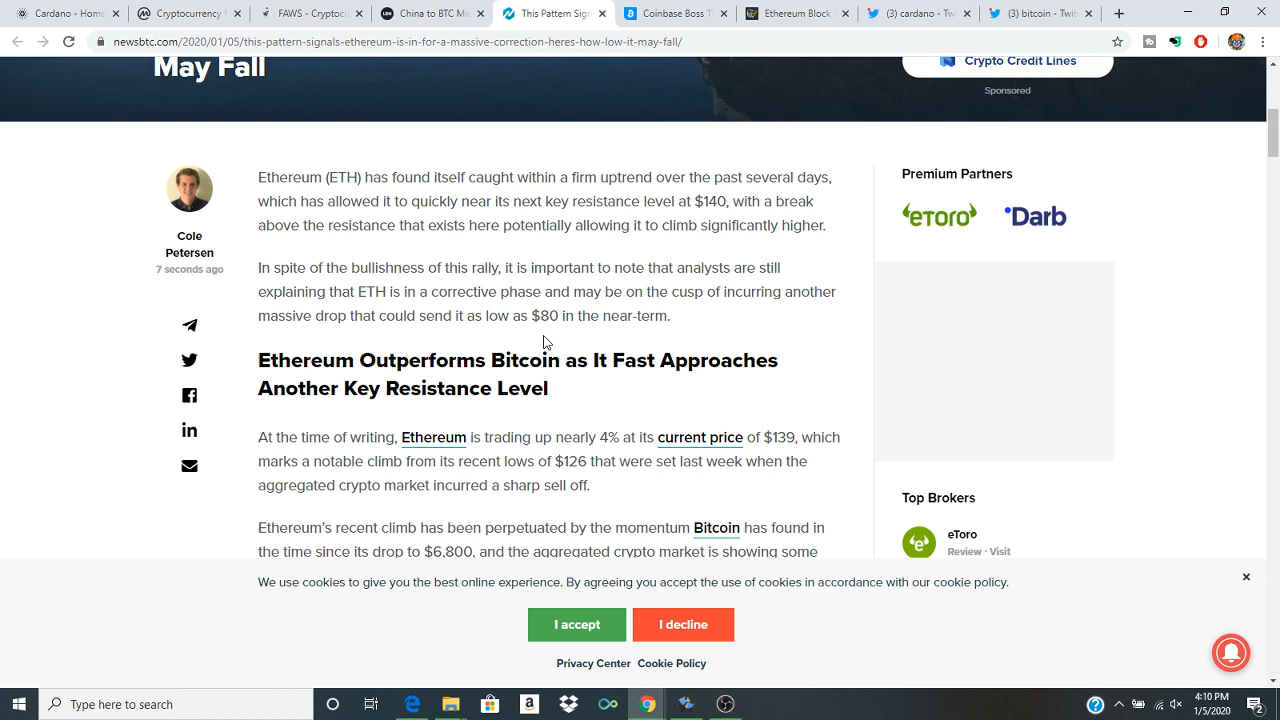 Cardano - Home
Cryptocurrency
FAWS - Cryptocu
China to BTC Mi
This Pattern Sig
Coinbase Boss T
Ethereum Block
(3) cardano - Tw
(3) bitcoin - Twit
newsbtc.com/2020/01/05/this-pattern-signals-ethereum-is-in-for-a-massive-correction-heres-how-low-it-may-fall/
May Fall
Crypto Credit Lines
Sponsored
Cole
Petersen
7 seconds ago
Ethereum (ETH) has found itself caught within a firm uptrend over the past several days,
which has allowed it to quickly near its next key resistance level at $140, with a break
above the resistance that exists here potentially allowing it to climb significantly higher.
In spite of the bullishness of this rally, it is important to note that analysts are still
explaining that ETH is in a corrective phase and may be on the cusp of incurring another
massive drop that could send it as low as $80 in the near-term.
Ethereum Outperforms Bitcoin as It Fast Approaches
Another Key Resistance Level
At the time of writing, Ethereum is trading up nearly 4% at its current price of $139, which
marks a notable climb from its recent lows of $126 that were set last week when the
aggregated crypto market incurred a sharp sell off.
Ethereum's recent climb has been perpetuated by the momentum Bitcoin has found in
the time since its drop to $6,800, and the aggregated crypto market is showing some
Premium Partners
eToro
Darb
Top Brokers
eToro
Review · Visit
We use cookies to give you the best online experience. By agreeing you accept the use of cookies in accordance with our cookie policy.
I accept
I decline
Privacy Center Cookie Policy
Type here to search
4:10 PM
1/5/2020
2